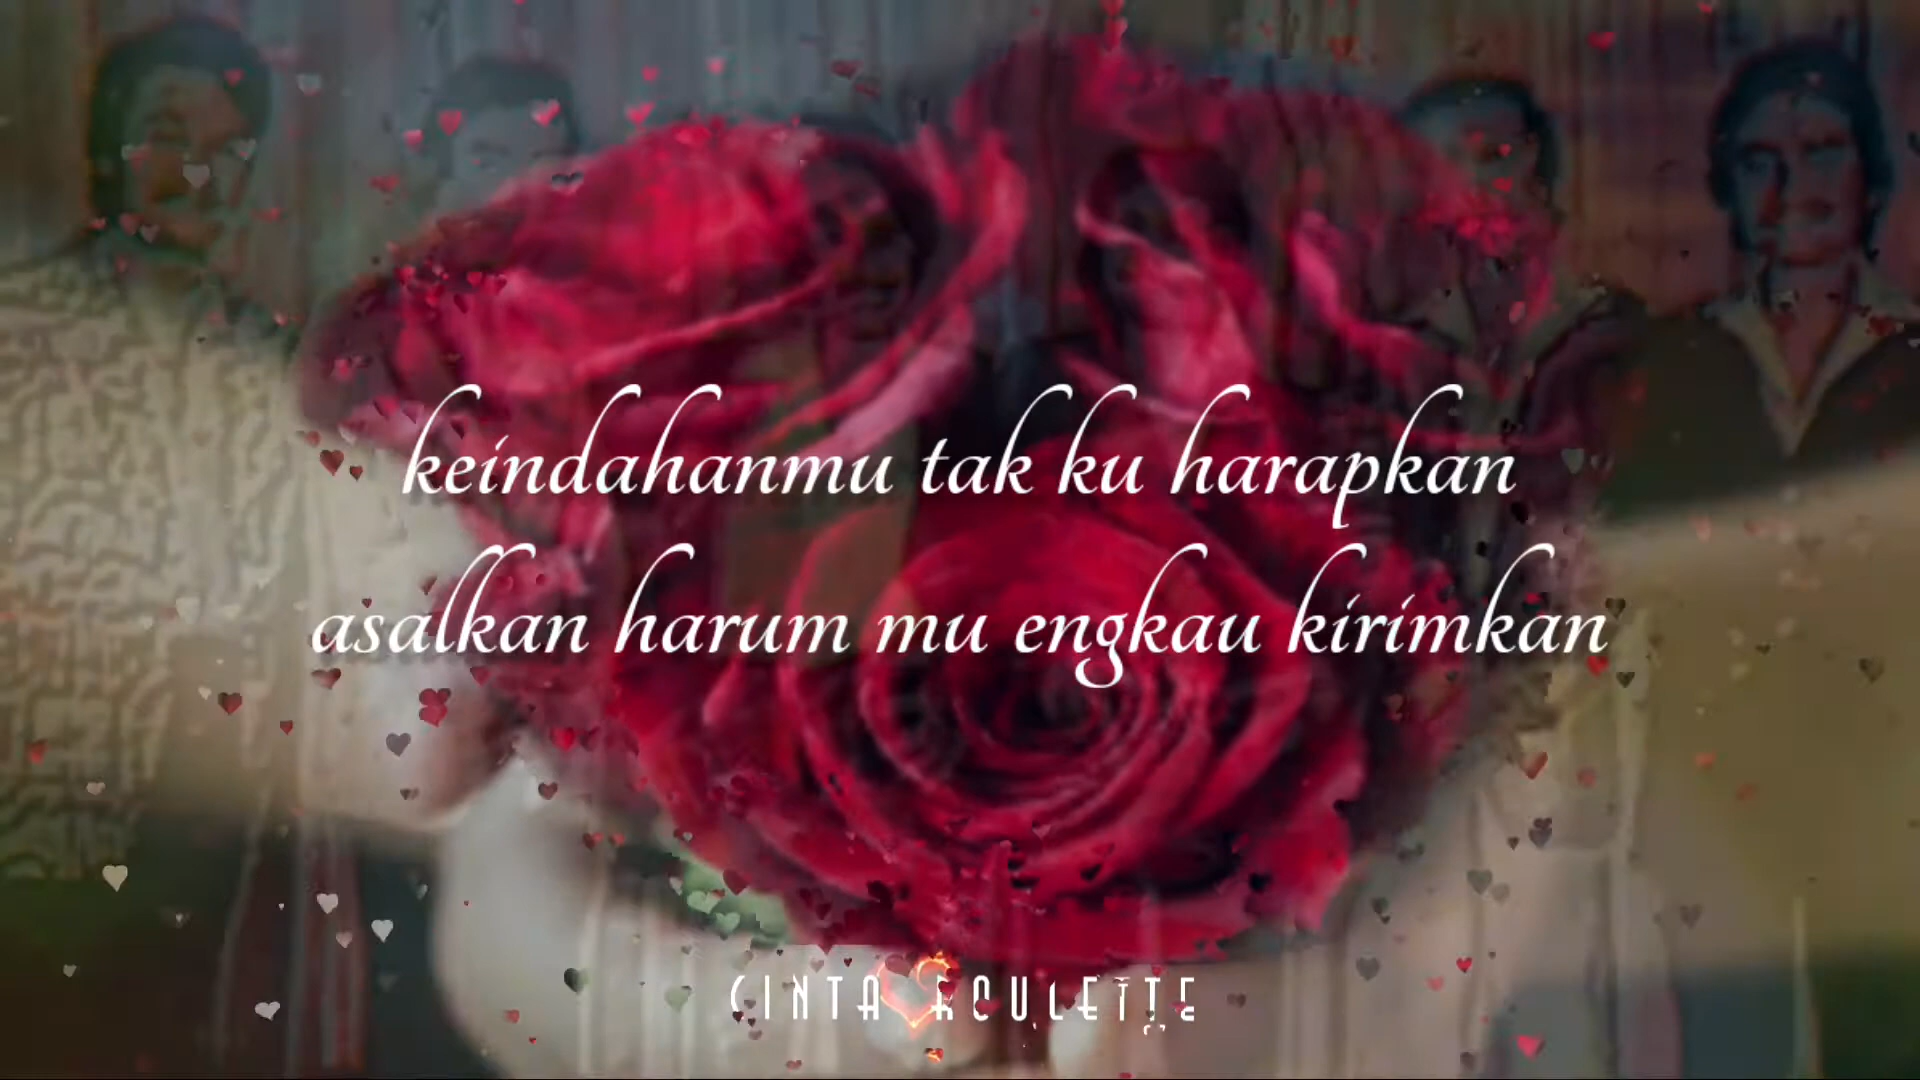 keindahanmu tak ku harapkan
asalkan harum mu engkau kirimkan
CINTA ROULETTE